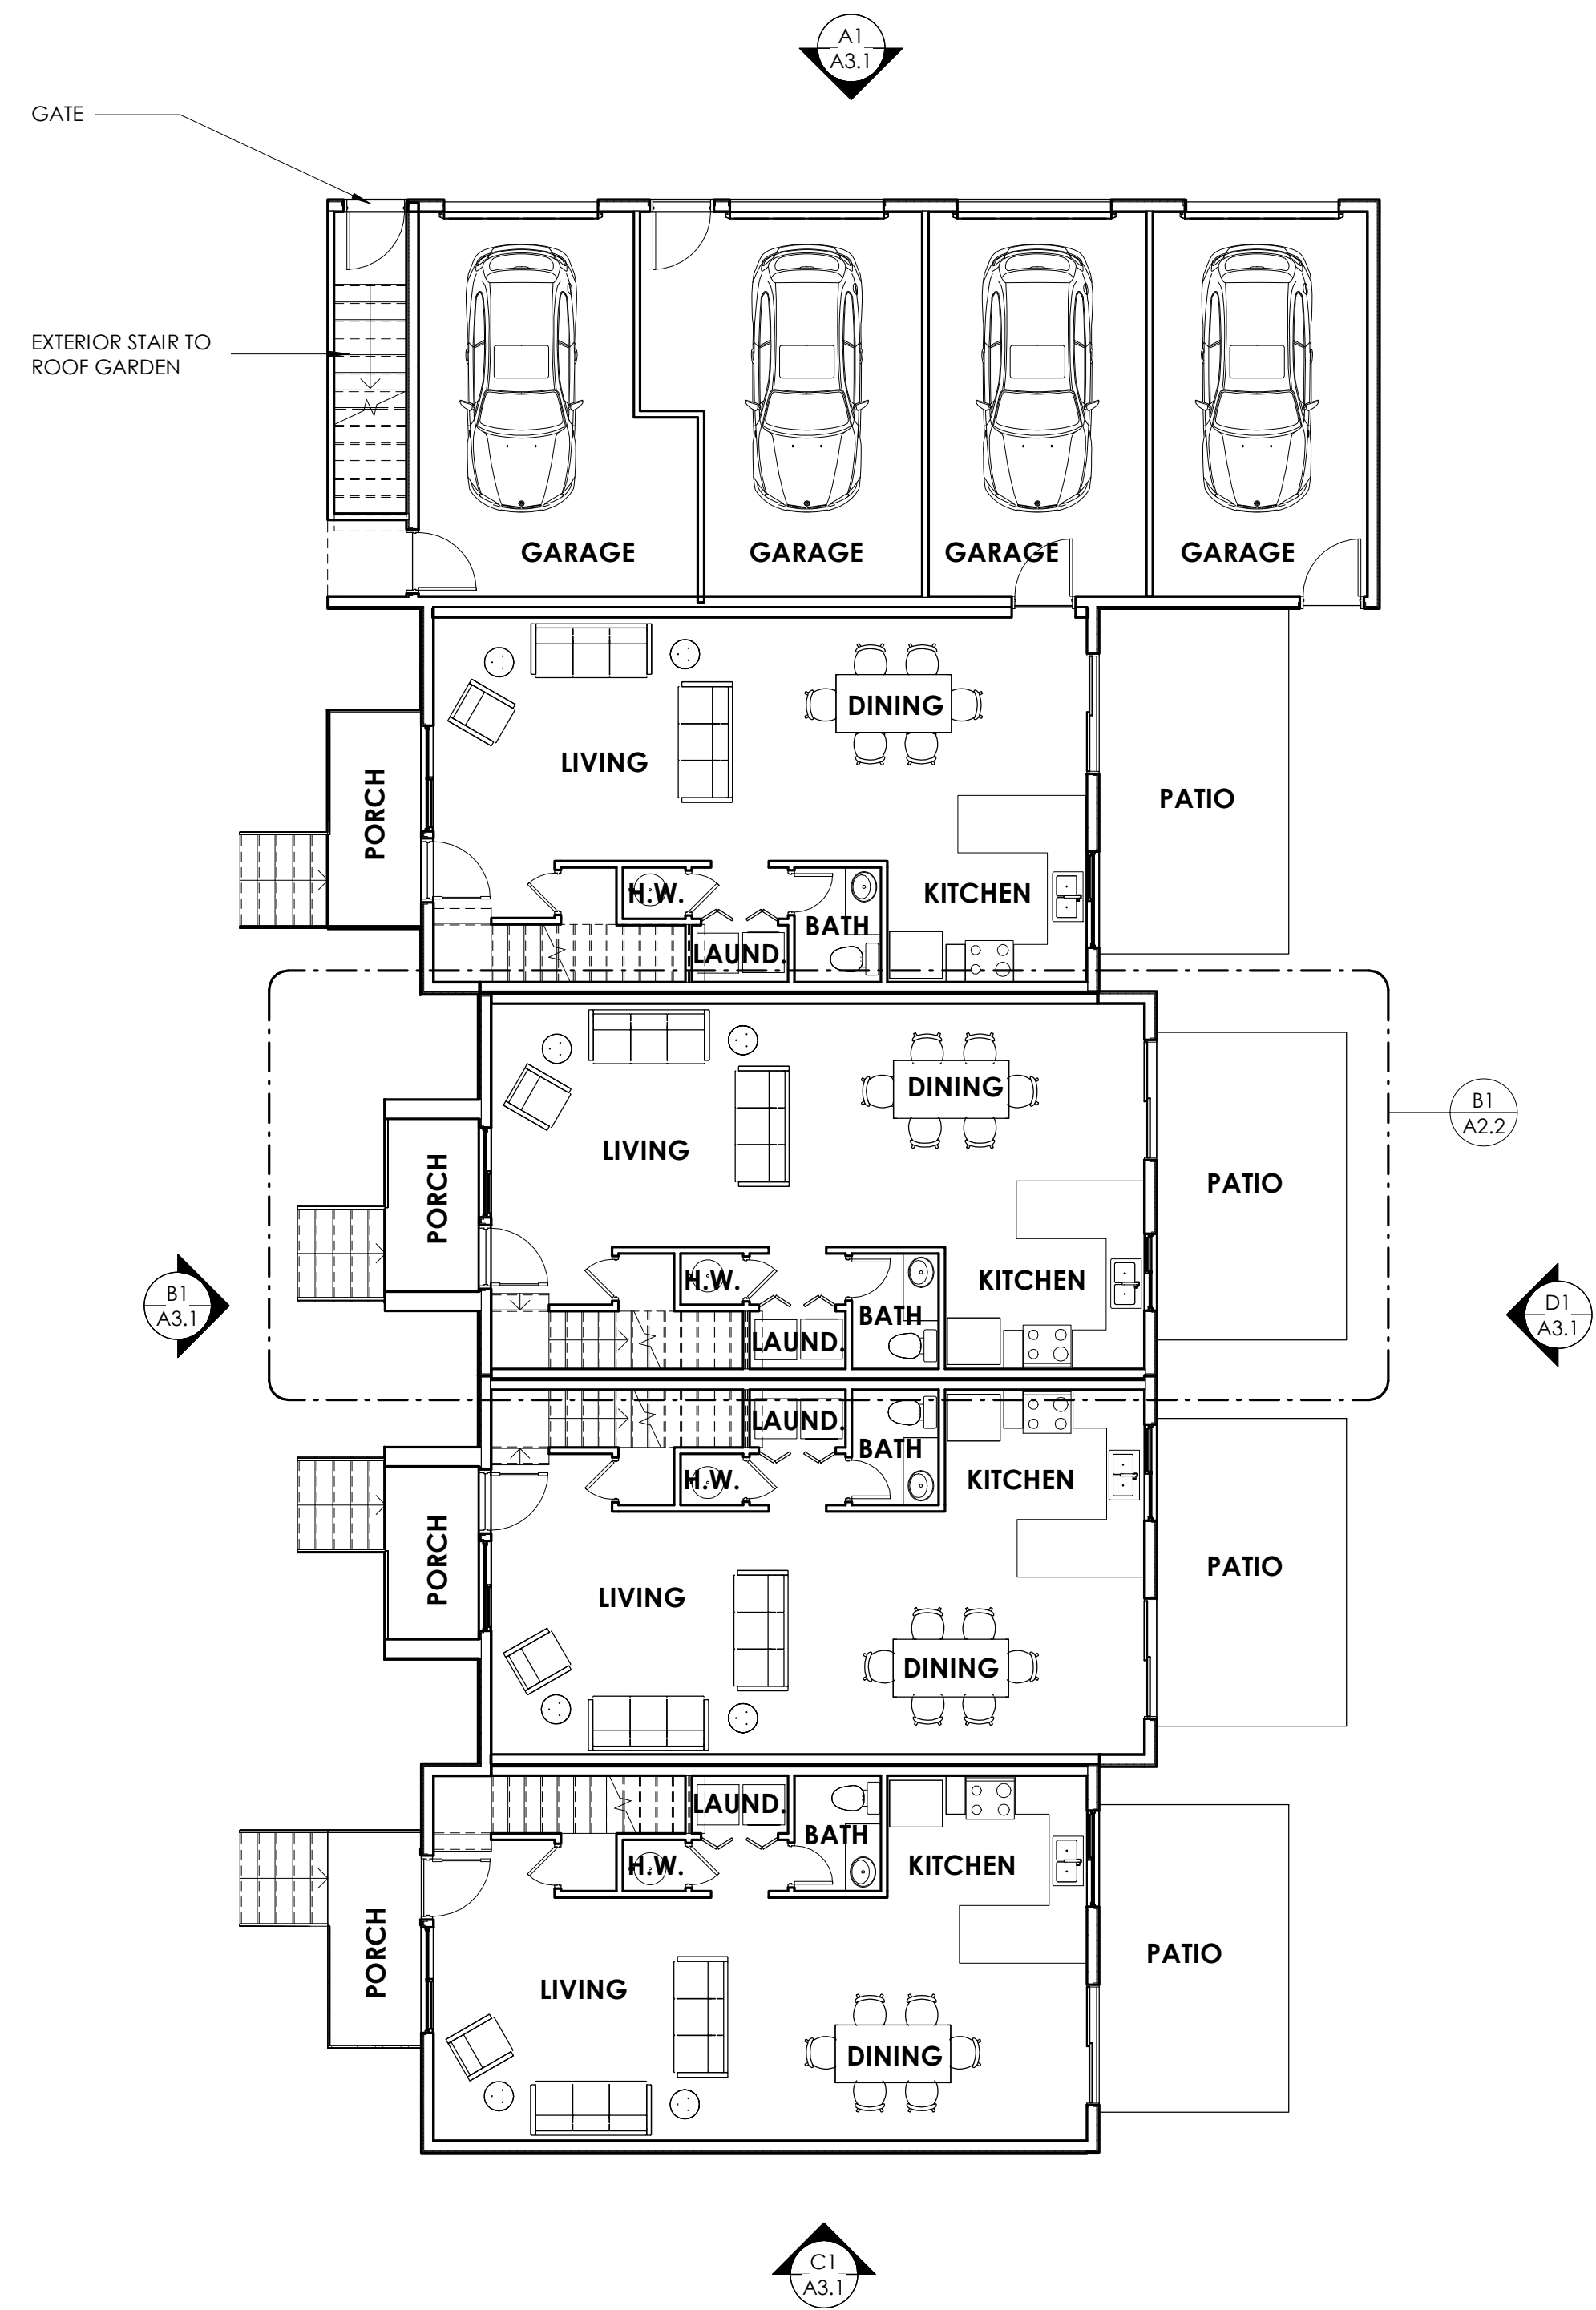 A1
A3.1
GATE
EXTERIOR STAIR TO
ROOF GARDEN
GARAGE
GARAGE
GARAGE
GARAGE
DINING
LIVING
PORCH
PATIO
H.W.
KITCHEN
BATH
LAUND.
DINING
B1
A2.2
LIVING
PORCH
PATIO
H.W.
KITCHEN
B1
A3.1
D1
A3.1
BATH
LAUND.
LAUND.
BATH
H.W.
KITCHEN
PORCH
PATIO
LIVING
DINING
LAUND.
BATH
H.W.
KITCHEN
PORCH
PATIO
LIVING
DINING
C1
A3.1